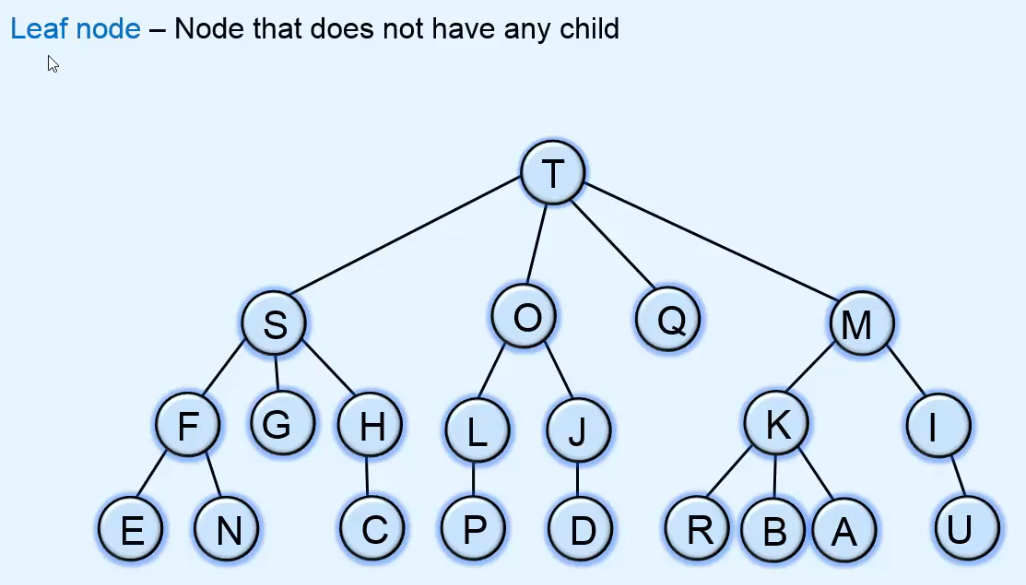 Leaf node – Node that does not have any child
T
S O Q M
F G H L J K I
E N C P D R B A U